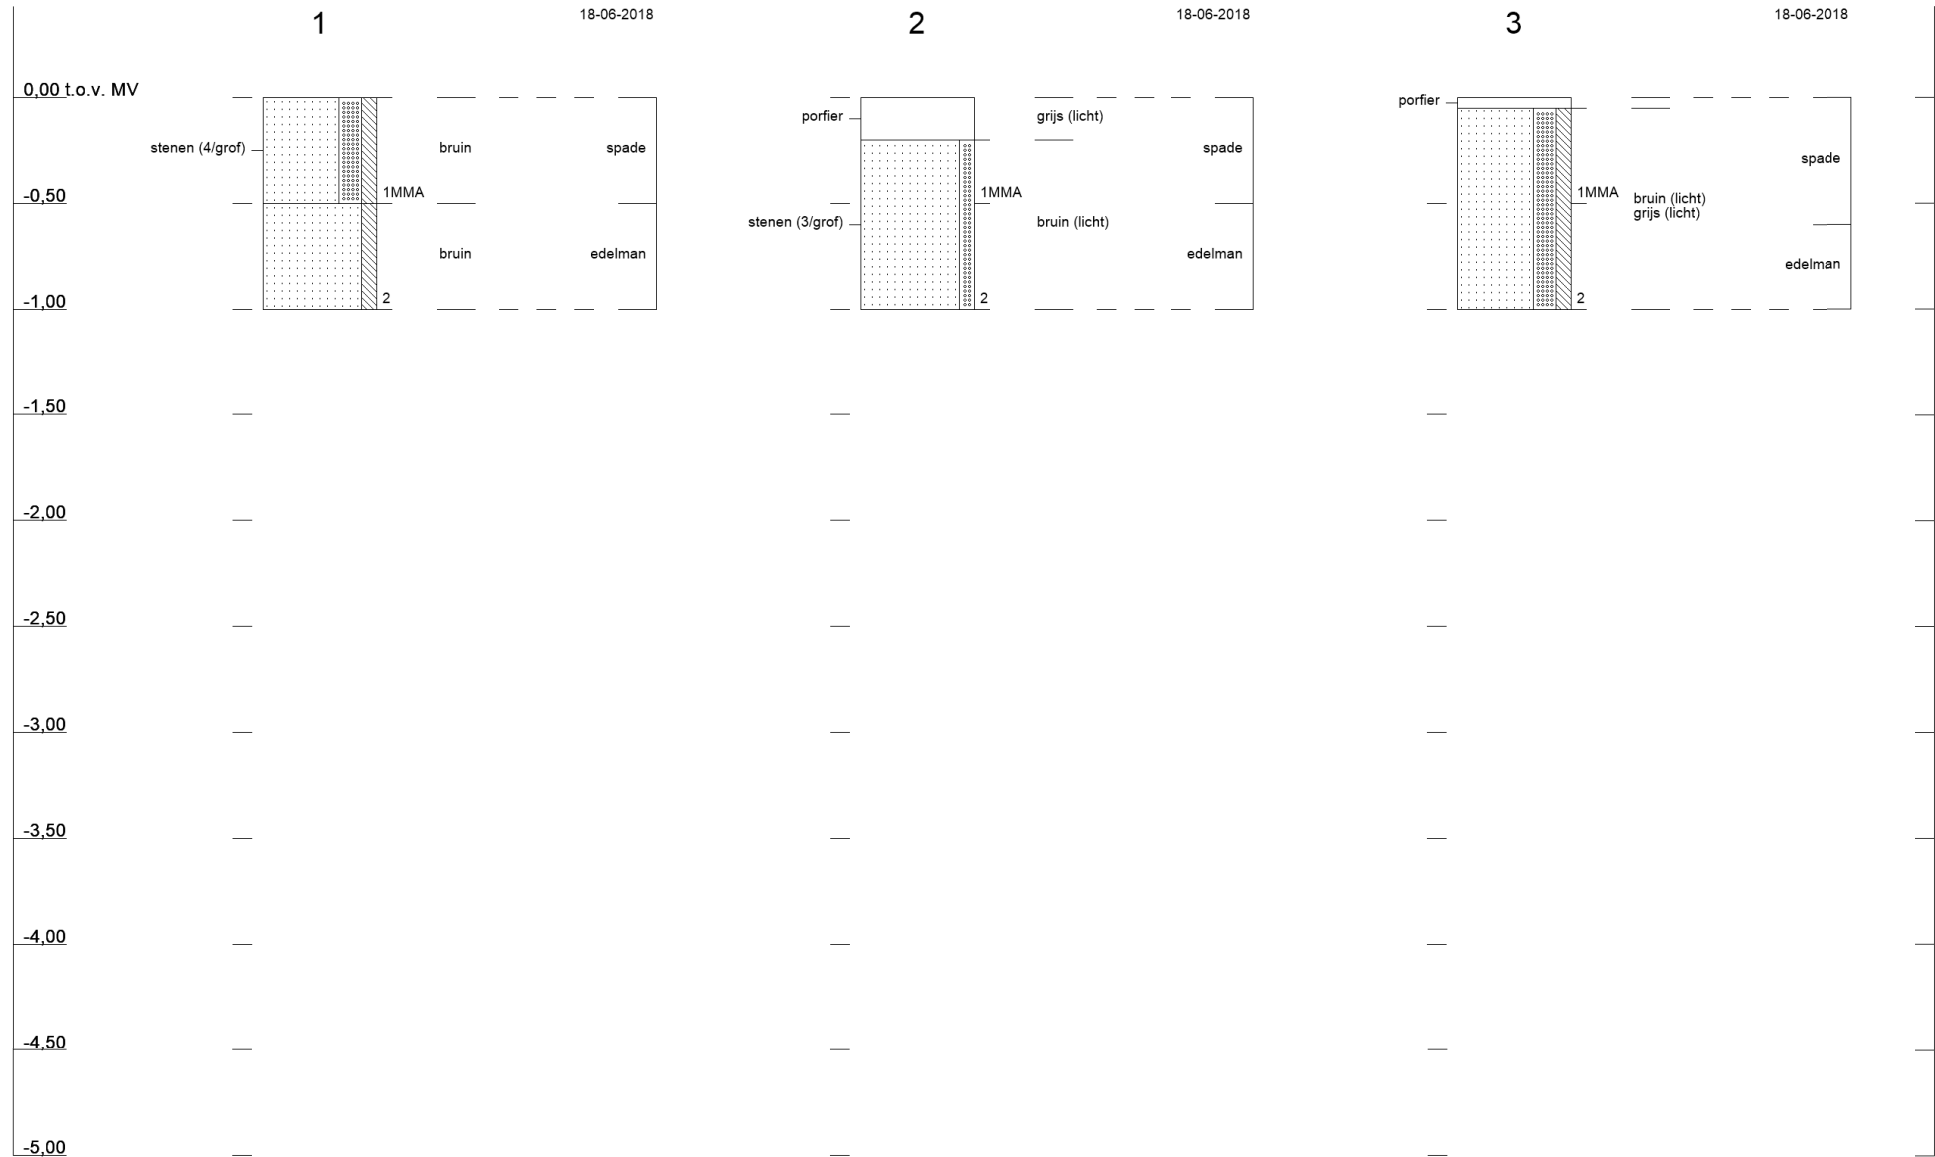 1
18-06-2018
2
18-06-2018
3
18-06-2018
0,00 t.o.v. MV
-0,50
-1,00
-1,50
-2,00
-2,50
-3,00
-3,50
-4,00
-4,50
-5,00
stenen (4/grof)
bruin
spade
1MMA
bruin
edelman
2
porfier
grijs (licht)
spade
1MMA
stenen (3/grof)
bruin (licht)
edelman
2
porfier
spade
1MMA
bruin (licht)
grijs (licht)
edelman
2